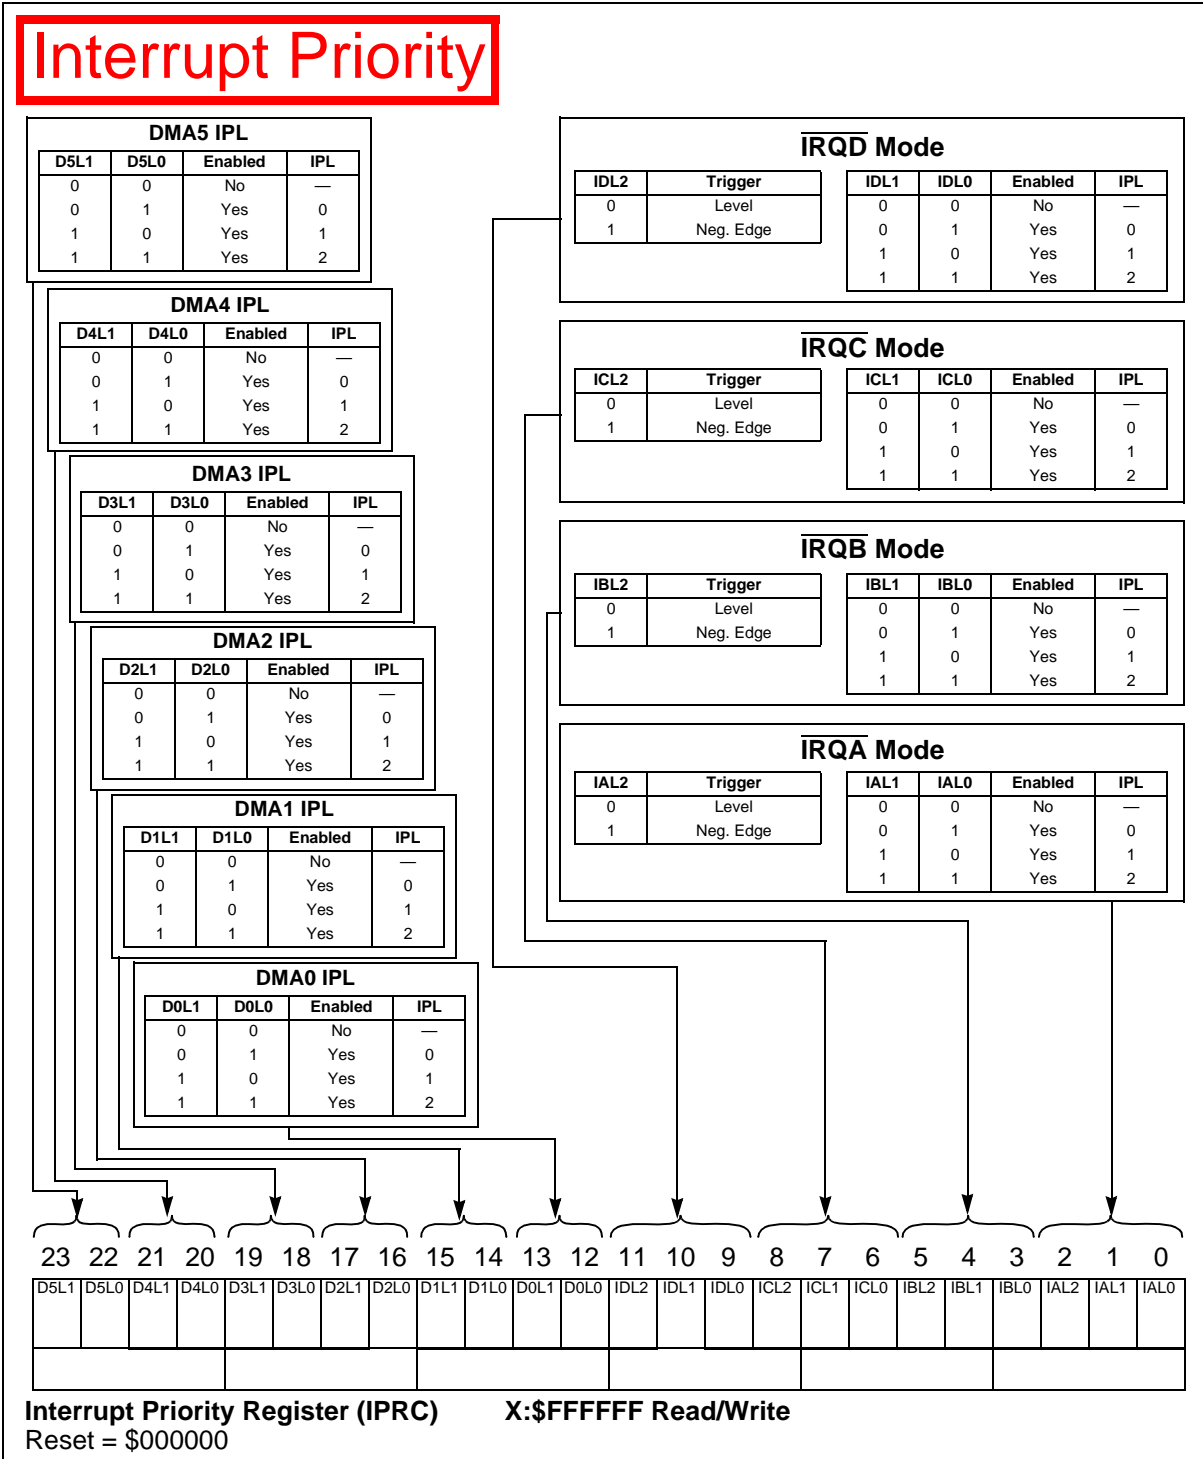 Interrupt Priority
DMA5 IPL
D5L1 D5L0 Enabled IPL
0 0 No —
0 1 Yes 0
1 0 Yes 1
1 1 Yes 2
DMA4 IPL
D4L1 D4L0 Enabled IPL
0 0 No —
0 1 Yes 0
1 0 Yes 1
1 1 Yes 2
DMA3 IPL
D3L1 D3L0 Enabled IPL
0 0 No —
0 1 Yes 0
1 0 Yes 1
1 1 Yes 2
DMA2 IPL
D2L1 D2L0 Enabled IPL
0 0 No —
0 1 Yes 0
1 0 Yes 1
1 1 Yes 2
DMA1 IPL
D1L1 D1L0 Enabled IPL
0 0 No —
0 1 Yes 0
1 0 Yes 1
1 1 Yes 2
DMA0 IPL
D0L1 D0L0 Enabled IPL
0 0 No —
0 1 Yes 0
1 0 Yes 1
1 1 Yes 2
IRQD Mode
IDL2 Trigger IDL1 IDL0 Enabled IPL
0 Level 0 0 No —
1 Neg. Edge 0 1 Yes 0
1 0 Yes 1
1 1 Yes 2
IRQC Mode
ICL2 Trigger ICL1 ICL0 Enabled IPL
0 Level 0 0 No —
1 Neg. Edge 0 1 Yes 0
1 0 Yes 1
1 1 Yes 2
IRQB Mode
IBL2 Trigger IBL1 IBL0 Enabled IPL
0 Level 0 0 No —
1 Neg. Edge 0 1 Yes 0
1 0 Yes 1
1 1 Yes 2
IRQA Mode
IAL2 Trigger IAL1 IAL0 Enabled IPL
0 Level 0 0 No —
1 Neg. Edge 0 1 Yes 0
1 0 Yes 1
1 1 Yes 2
23 22 21 20 19 18 17 16 15 14 13 12 11 10 9 8 7 6 5 4 3 2 1 0
D5L1 D5L0 D4L1 D4L0 D3L1 D3L0 D2L1 D2L0 D1L1 D1L0 D0L1 D0L0 IDL2 IDL1 IDL0 ICL2 ICL1 ICL0 IBL2 IBL1 IBL0 IAL2 IAL1 IAL0
Interrupt Priority Register (IPRC) X:$FFFFFF Read/Write
Reset = $000000